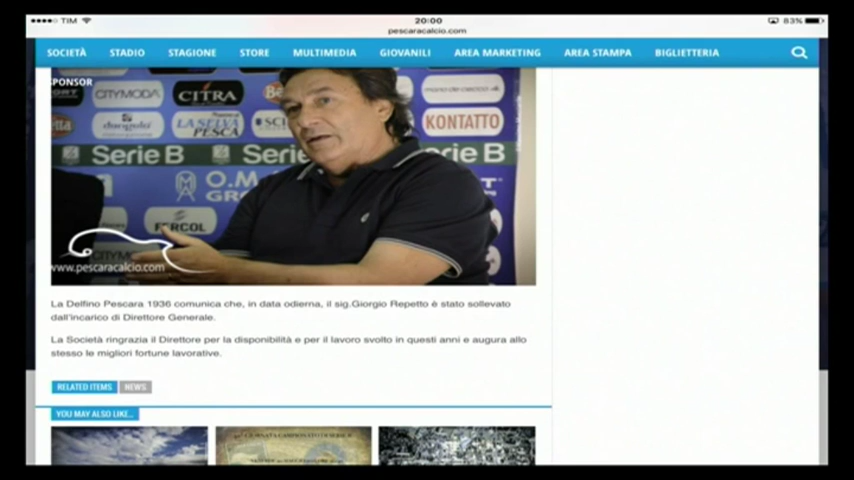 TIM
20:00
83%
pescaracalcio.com
SOCIETÀ STADIO STAGIONE STORE MULTIMEDIA GIOVANILI AREA MARKETING AREA STAMPA BIGLIETTERIA
SPONSOR
CITYMODA
CITRA
KONTATTO
LA SELVA
PESCA
Serie B
Serie
B
O.M.
GRO
FERCOL
CITYMODA
www.pescaracalcio.com
La Delfino Pescara 1936 comunica che, in data odierna, il sig.Giorgio Repetto è stato sollevato
dall'incarico di Direttore Generale.
La Società ringrazia il Direttore per la disponibilità e per il lavoro svolto in questi anni e augura allo
stesso le migliori fortune lavorative.
RELATED ITEMS NEWS
YOU MAY ALSO LIKE...